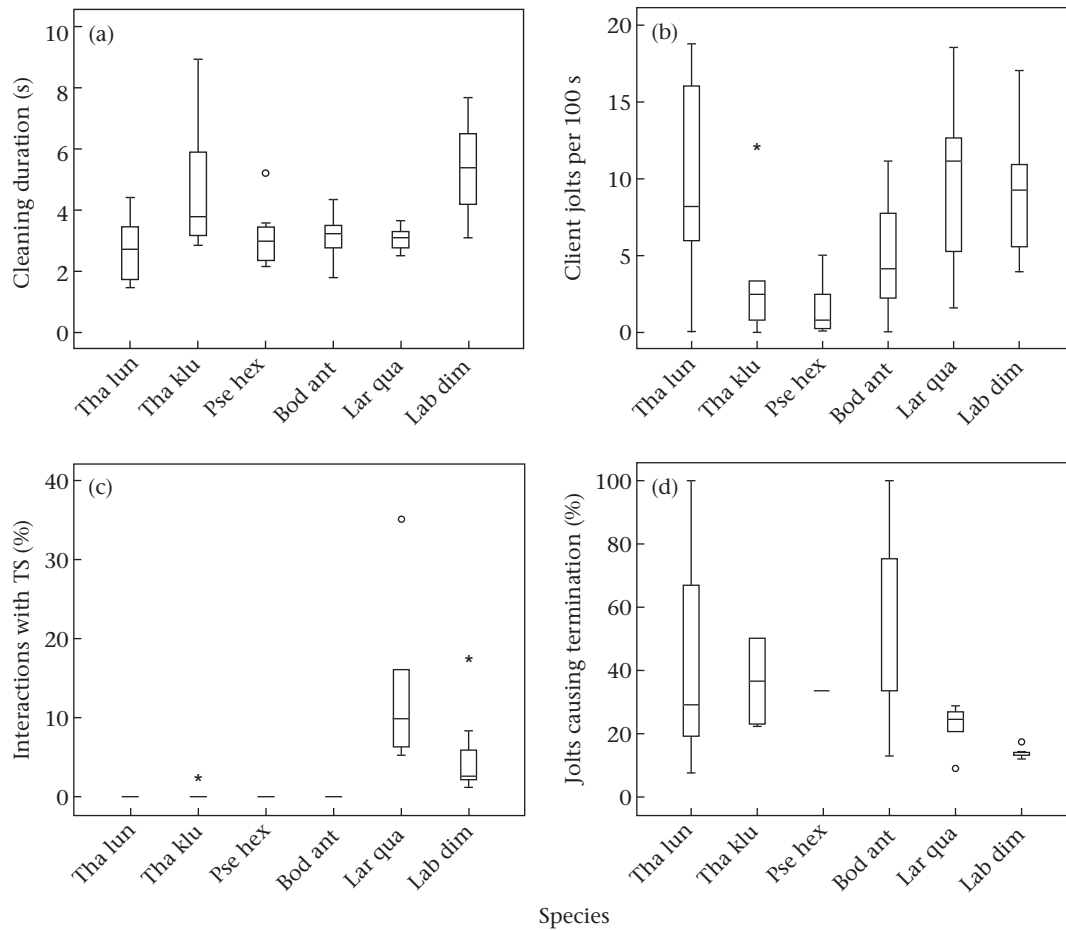 (a)
Cleaning duration (s)
10
8
6
4
2
0
Tha lun
Tha klu
Pse hex
Bod ant
Lar qua
Lab dim
(b)
Client jolts per 100 s
20
15
10
5
0
Tha lun
Tha klu
Pse hex
Bod ant
Lar qua
Lab dim
(c)
Interactions with TS (%)
40
30
20
10
0
Tha lun
Tha klu
Pse hex
Bod ant
Lar qua
Lab dim
(d)
Jolts causing termination (%)
100
80
60
40
20
0
Tha lun
Tha klu
Pse hex
Bod ant
Lar qua
Lab dim
Species